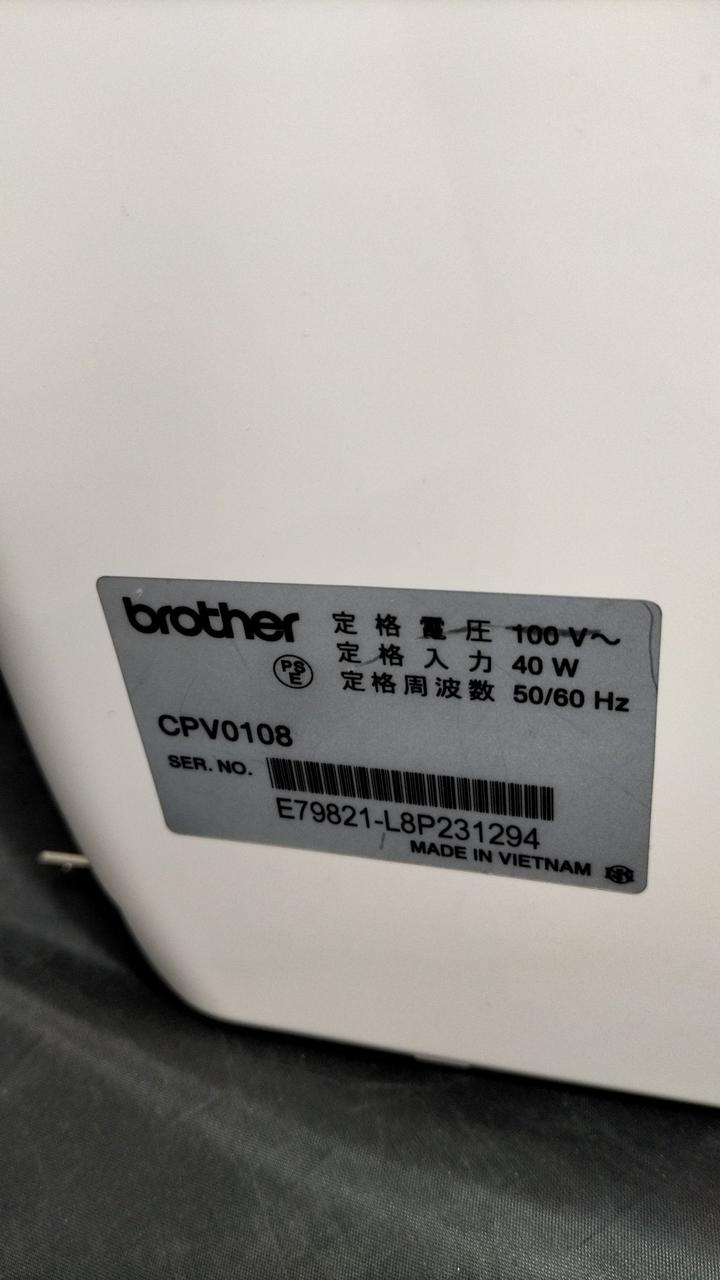 brother
定格電圧 100 V～
定格入力 40 W
定格周波数 50/60 Hz
PS
E
CPV0108
SER. NO.
E79821-L8P231294
MADE IN VIETNAM